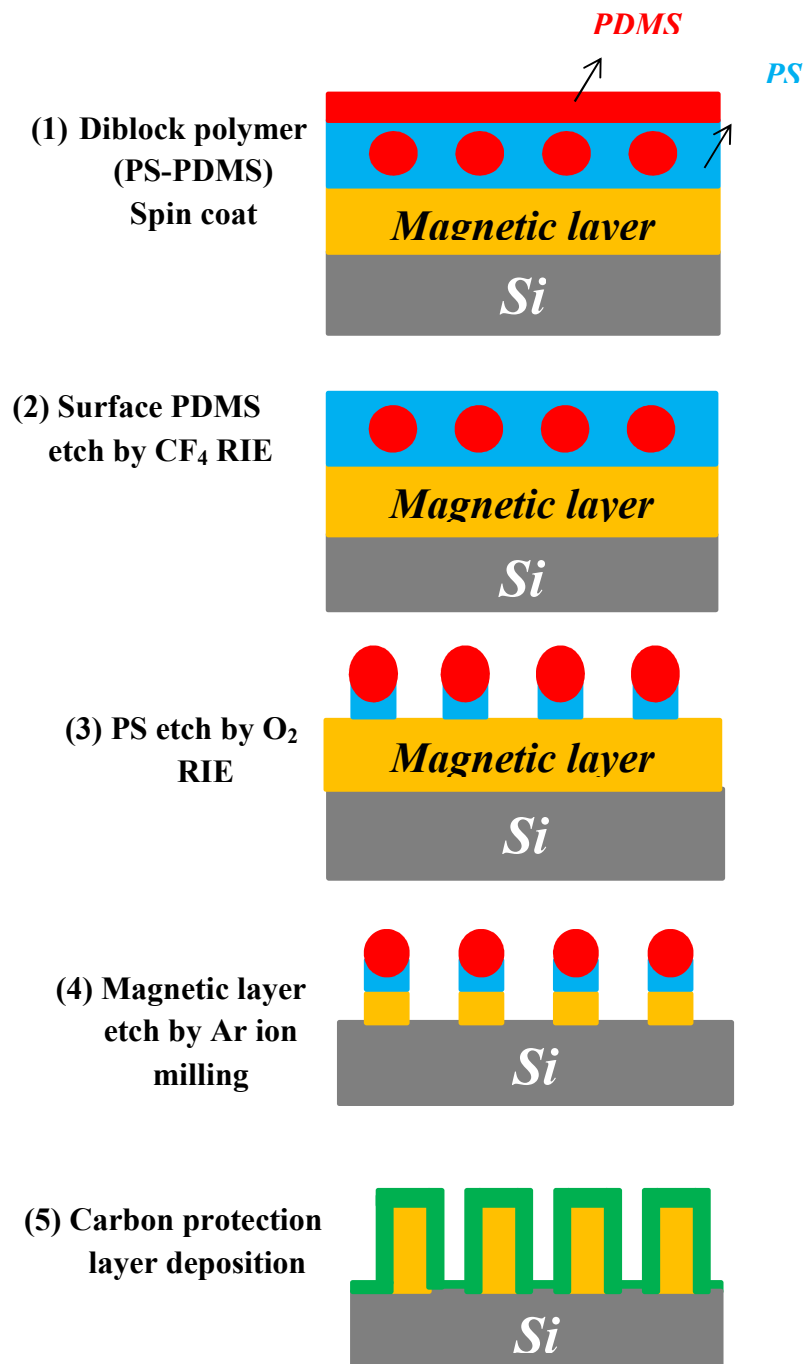 PDMS
PS
(1) Diblock polymer
(PS-PDMS)
Spin coat
Magnetic layer
Si
(2) Surface PDMS
etch by CF₄ RIE
Magnetic layer
Si
(3) PS etch by O₂
RIE
Magnetic layer
Si
(4) Magnetic layer
etch by Ar ion
milling
Si
(5) Carbon protection
layer deposition
Si